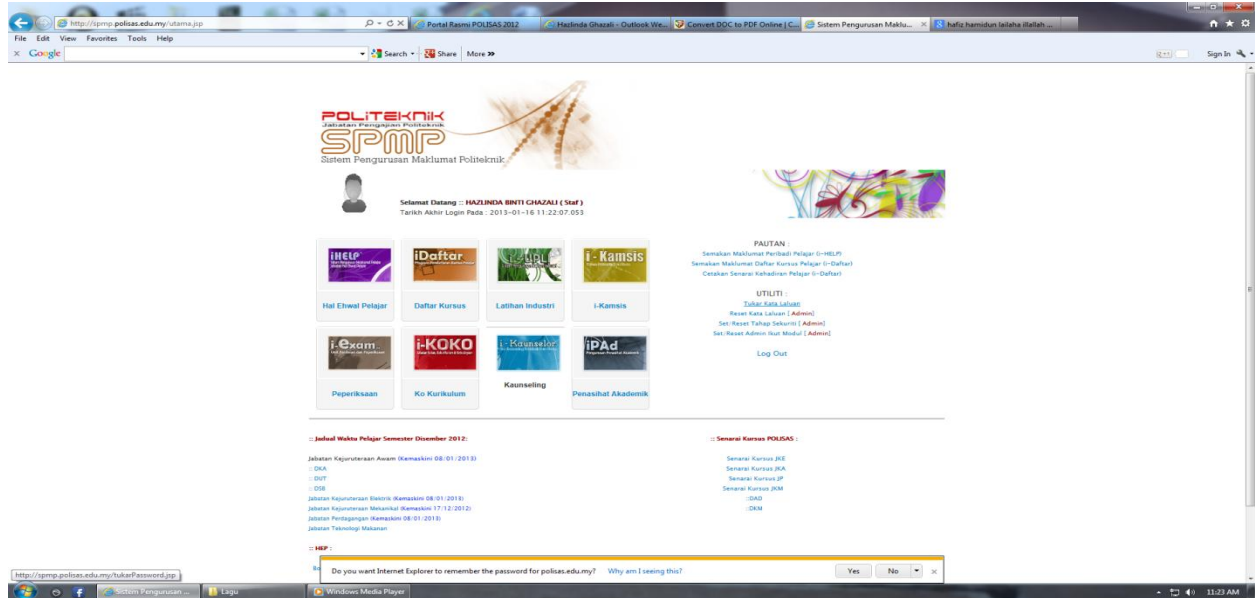 http://spmp.polisas.edu.my/utama.jsp
Portal Rasmi POLISAS 2012
Hazlinda Ghazali - Outlook We...
Convert DOC to PDF Online | C...
Sistem Pengurusan Maklu...
hafiz hamidun lailaha illallah ...
File Edit View Favorites Tools Help
Google
Search
Share
More
Sign In
POLITEKNIK
Jabatan Pengajian Politeknik
SPMP
Sistem Pengurusan Maklumat Politeknik
Selamat Datang :: HAZLINDA BINTI GHAZALI ( Staf )
Tarikh Akhir Login Pada : 2013-01-16 11:22:07.053
iHELP
iDaftar
i-SUPLI
i-Kamsis
Hal Ehwal Pelajar
Daftar Kursus
Latihan Industri
i-Kamsis
i-Exam
i-KOKO
i-Kaunselor
iPAd
Peperiksaan
Ko Kurikulum
Kaunseling
Penasihat Akademik
PAUTAN :
Semakan Maklumat Peribadi Pelajar (i-HELP)
Semakan Maklumat Daftar Kursus Pelajar (i-Daftar)
Cetakan Senarai Kehadiran Pelajar (i-Daftar)
UTILITI :
Tukar Kata Laluan
Reset Kata Laluan [ Admin]
Set/Reset Tahap Sekuriti [ Admin]
Set/Reset Admin Ikut Modul [ Admin]
Log Out
:: Jadual Waktu Pelajar Semester Disember 2012:
Jabatan Kejuruteraan Awam (Kemaskini 08/01/2013)
:: DKA
:: DUT
:: DSB
Jabatan Kejuruteraan Elektrik (Kemaskini 08/01/2013)
Jabatan Kejuruteraan Mekanikal (Kemaskini 17/12/2012)
Jabatan Perdagangan (Kemaskini 08/01/2013)
Jabatan Teknologi Makanan
:: HEP :
:: Senarai Kursus POLISAS :
Senarai Kursus JKE
Senarai Kursus JKA
Senarai Kursus JP
Senarai Kursus JKM
::DAD
::DKM
Do you want Internet Explorer to remember the password for polisas.edu.my? Why am I seeing this?
Yes
No
http://spmp.polisas.edu.my/tukarPassword.jsp
Sistem Pengurusan ...
Lagu
Windows Media Player
11:23 AM